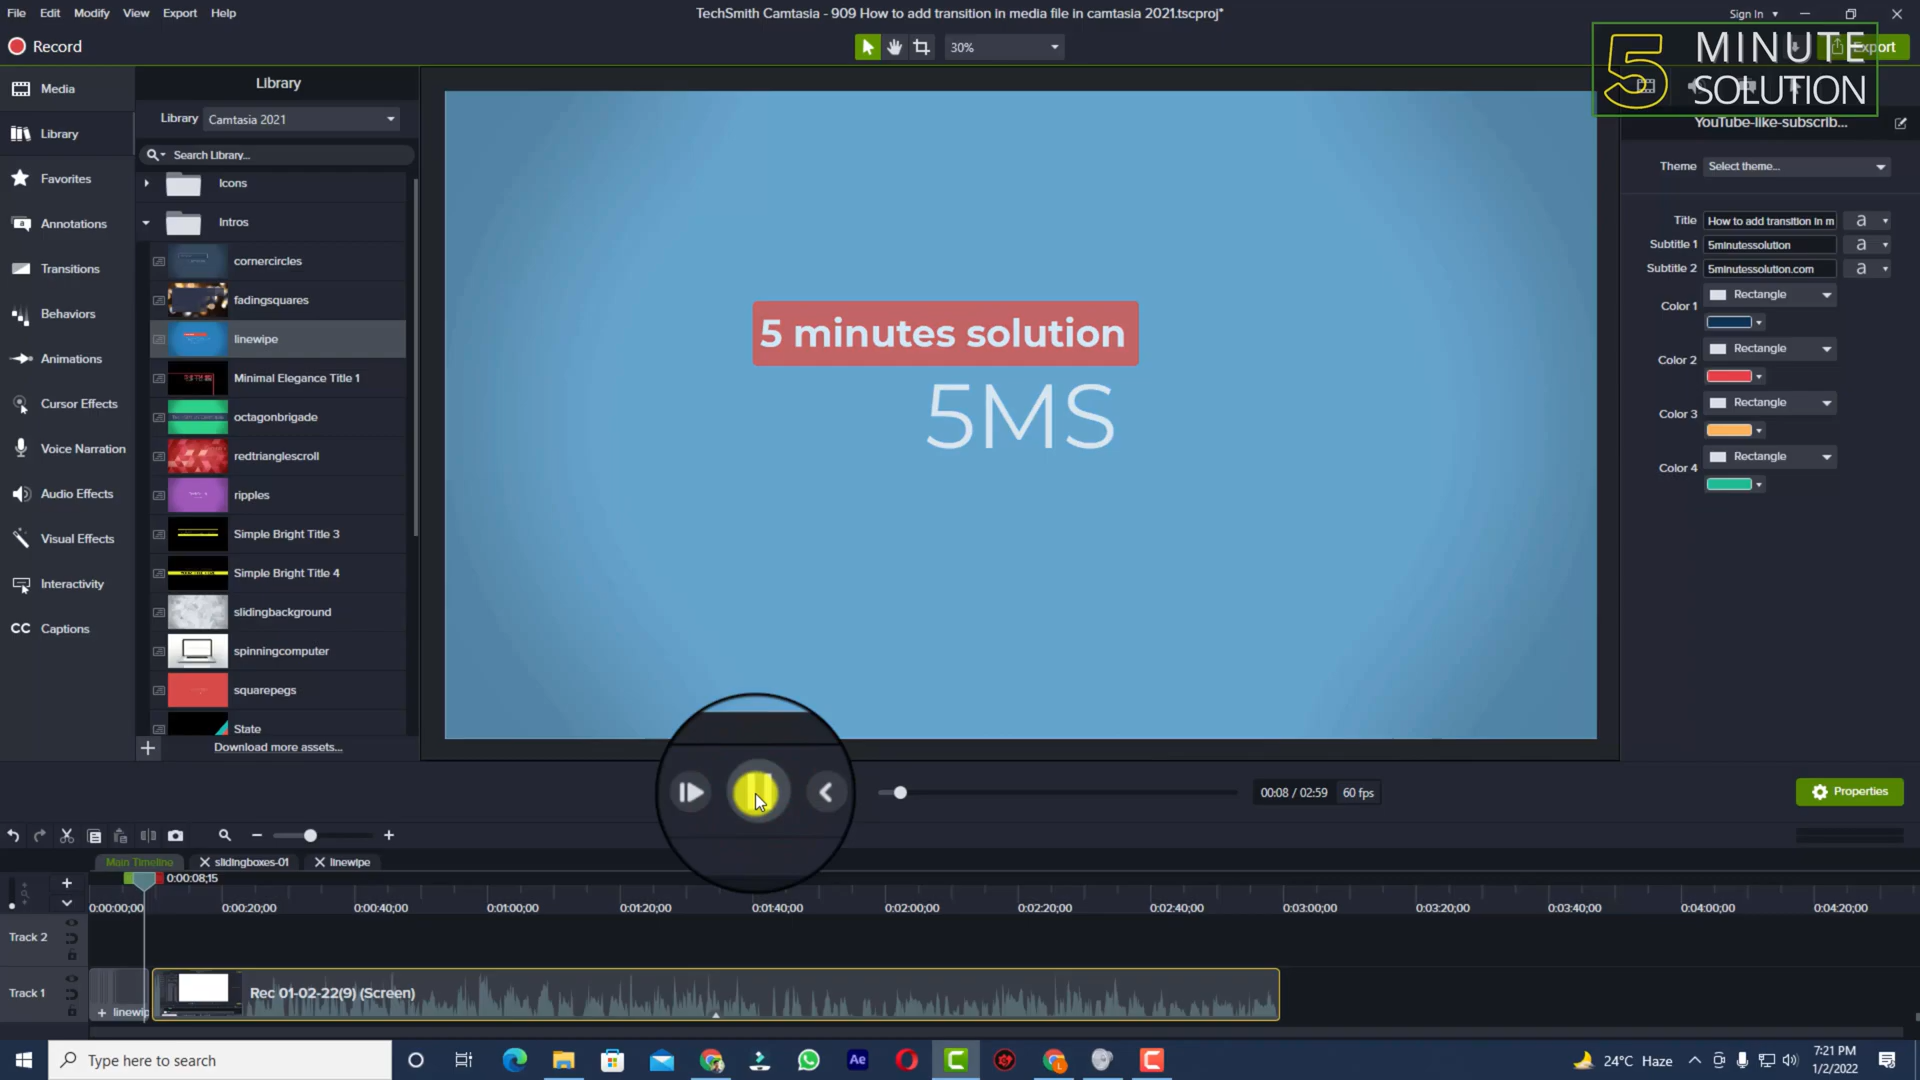 File Edit Modify View Export Help
TechSmith Camtasia - 909 How to add transition in media file in camtasia 2021.tscproj*
Sign In
Record
30%
Export
5 MINUTE
SOLUTION
Media
Library
Favorites
Annotations
Transitions
Behaviors
Animations
Cursor Effects
Voice Narration
Audio Effects
Visual Effects
Interactivity
CC Captions
Library
Library Camtasia 2021
Search Library...
Icons
Intros
cornercircles
fadingsquares
linewipe
Minimal Elegance Title 1
octagonbrigade
redtrianglescroll
ripples
Simple Bright Title 3
Simple Bright Title 4
slidingbackground
spinningcomputer
squarepegs
State
Download more assets...
5 minutes solution
5MS
YouTube-like-subscrib...
Theme Select theme...
Title How to add transition in m a
Subtitle 1 5minutessolution a
Subtitle 2 5minutessolution.com a
Color 1 Rectangle
Color 2 Rectangle
Color 3 Rectangle
Color 4 Rectangle
00:08 / 02:59 60 fps
Properties
Main Timeline slidingboxes-01 linewipe
0:00:08;15
0:00:00;00 0:00:20;00 0:00:40;00 0:01:00;00 0:01:20;00 0:01:40;00 0:02:00;00 0:02:20;00 0:02:40;00 0:03:00;00 0:03:20;00 0:03:40;00 0:04:00;00 0:04:20;00
Track 2
Track 1
Rec 01-02-22(9) (Screen)
+ linewip
Type here to search
Ae
24°C Haze
7:21 PM
1/2/2022